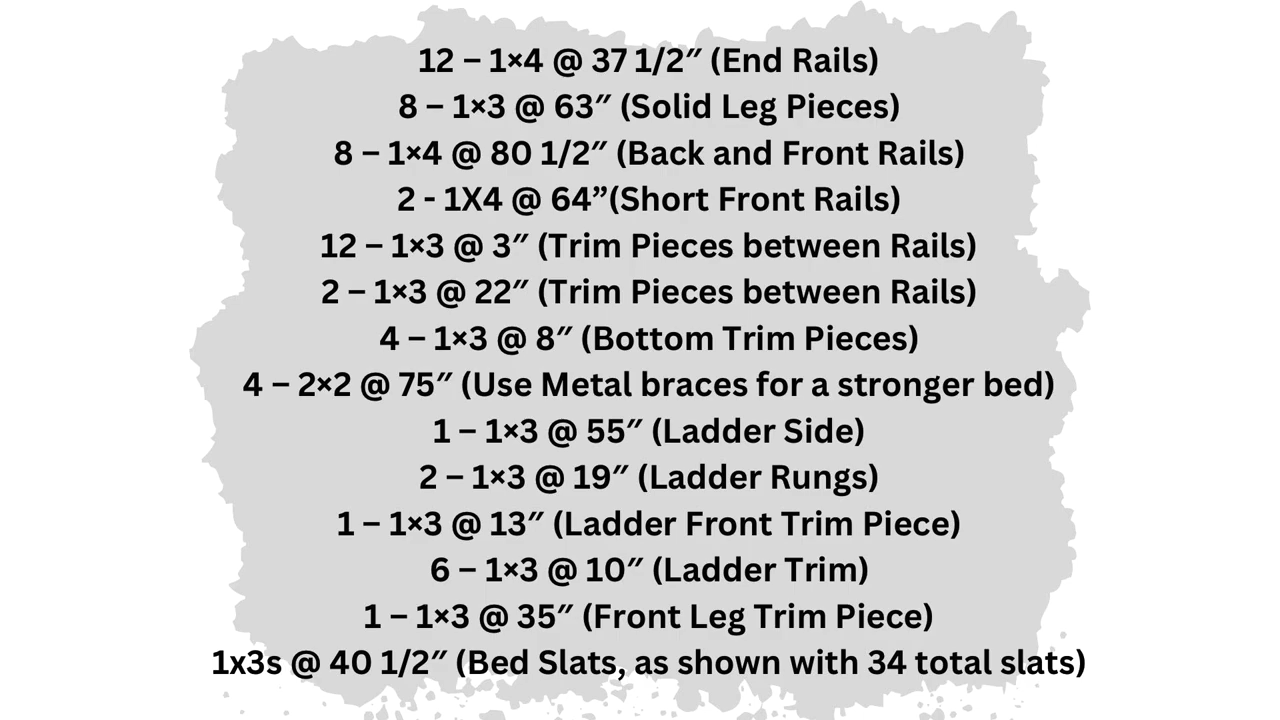 12 – 1×4 @ 37 1/2″ (End Rails)
8 – 1×3 @ 63″ (Solid Leg Pieces)
8 – 1×4 @ 80 1/2″ (Back and Front Rails)
2 - 1X4 @ 64”(Short Front Rails)
12 – 1×3 @ 3″ (Trim Pieces between Rails)
2 – 1×3 @ 22″ (Trim Pieces between Rails)
4 – 1×3 @ 8″ (Bottom Trim Pieces)
4 – 2×2 @ 75″ (Use Metal braces for a stronger bed)
1 – 1×3 @ 55″ (Ladder Side)
2 – 1×3 @ 19″ (Ladder Rungs)
1 – 1×3 @ 13″ (Ladder Front Trim Piece)
6 – 1×3 @ 10″ (Ladder Trim)
1 – 1×3 @ 35″ (Front Leg Trim Piece)
1x3s @ 40 1/2″ (Bed Slats, as shown with 34 total slats)